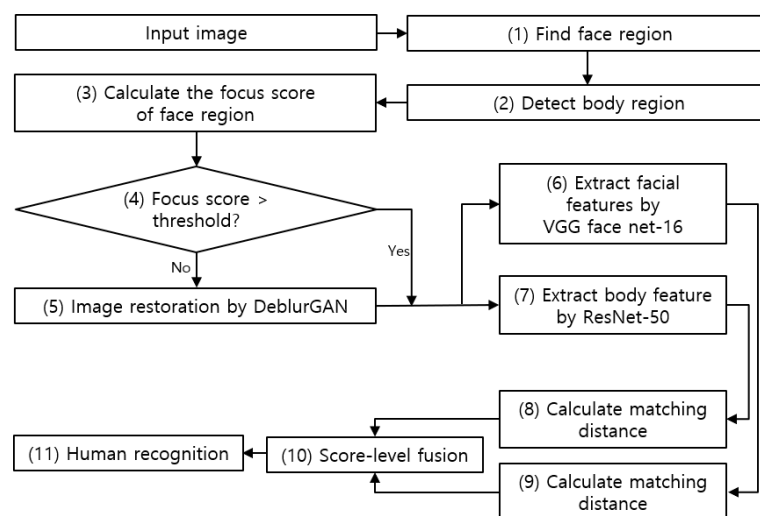 Input image
(1) Find face region
(3) Calculate the focus score
of face region
(2) Detect body region
(4) Focus score >
threshold?
(6) Extract facial
features by
VGG face net-16
Yes
No
(5) Image restoration by DeblurGAN
(7) Extract body feature
by ResNet-50
(8) Calculate matching
distance
(11) Human recognition
(10) Score-level fusion
(9) Calculate matching
distance